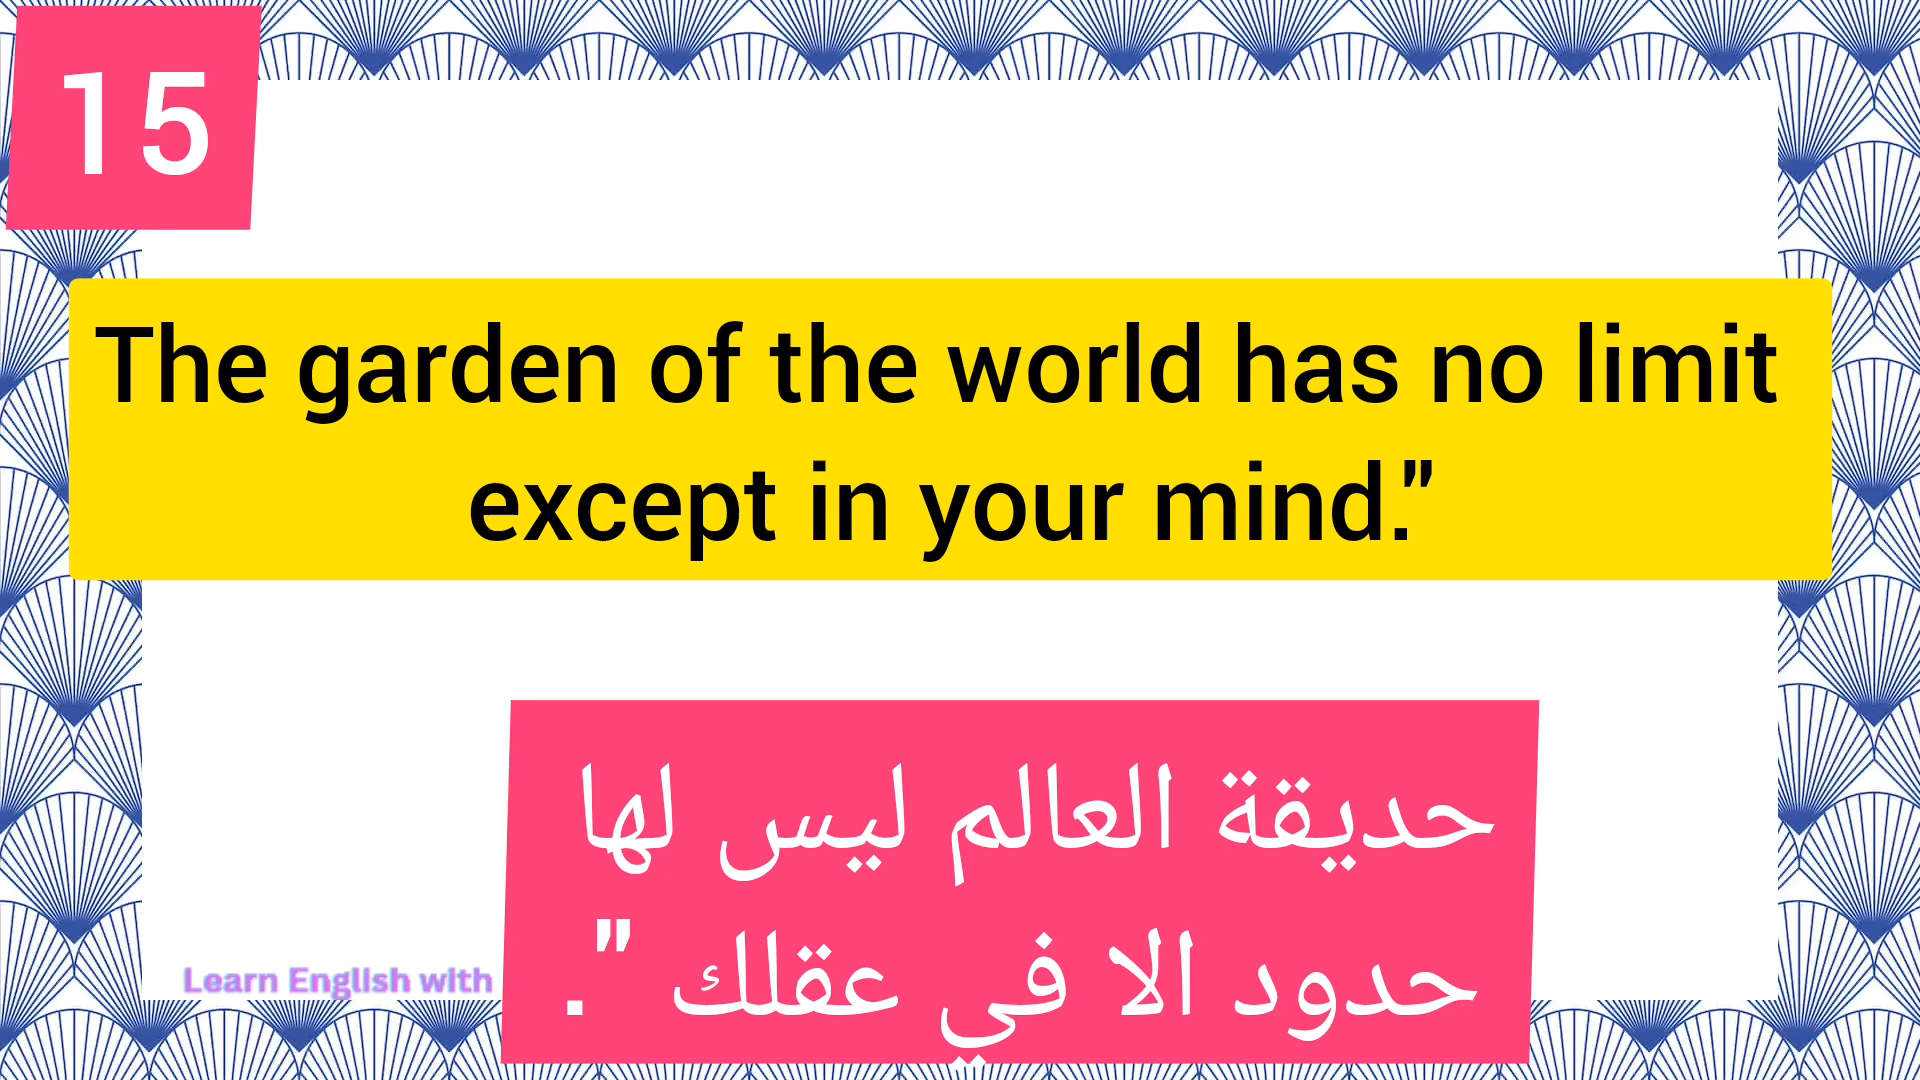 15
The garden of the world has no limit
except in your mind."
حديقة العالم ليس لها
حدود الا في عقلك ".
Learn English with